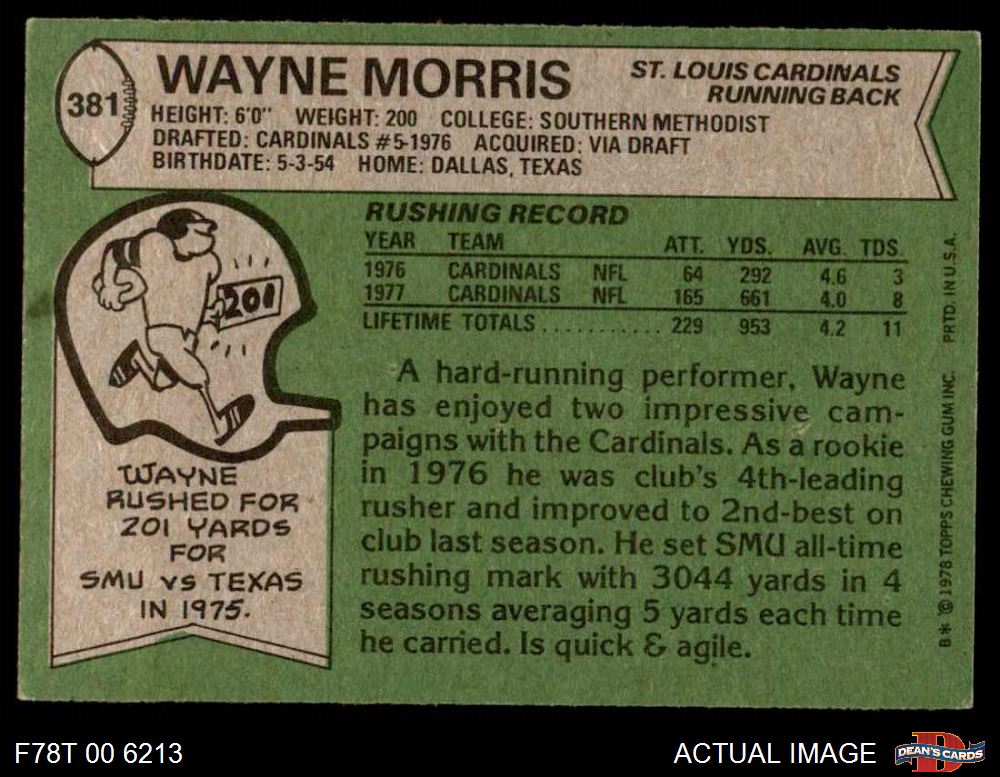 381
WAYNE MORRIS
ST. LOUIS CARDINALS
RUNNING BACK
HEIGHT: 6'0" WEIGHT: 200 COLLEGE: SOUTHERN METHODIST
DRAFTED: CARDINALS #5-1976 ACQUIRED: VIA DRAFT
BIRTHDATE: 5-3-54 HOME: DALLAS, TEXAS
201
WAYNE
RUSHED FOR
201 YARDS
FOR
SMU VS TEXAS
IN 1975.
RUSHING RECORD
YEAR TEAM ATT. YDS. AVG. TDS.
1976 CARDINALS NFL 64 292 4.6 3
1977 CARDINALS NFL 165 661 4.0 8
LIFETIME TOTALS........... 229 953 4.2 11
A hard-running performer, Wayne
has enjoyed two impressive cam-
paigns with the Cardinals. As a rookie
in 1976 he was club's 4th-leading
rusher and improved to 2nd-best on
club last season. He set SMU all-time
rushing mark with 3044 yards in 4
seasons averaging 5 yards each time
he carried. Is quick & agile.
B* © 1978 TOPPS CHEWING GUM INC. PRTD. IN U.S.A.
F78T 00 6213
ACTUAL IMAGE
D
DEAN'S CARDS